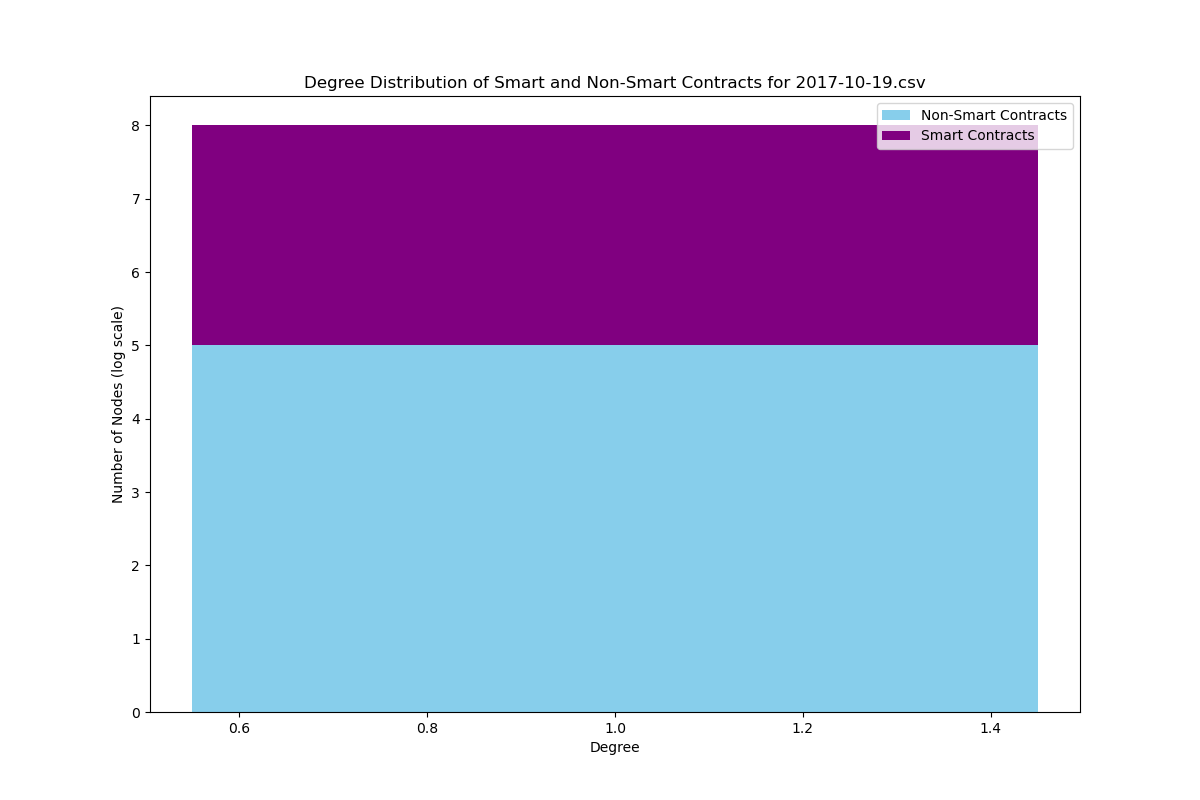 Degree Distribution of Smart and Non-Smart Contracts for 2017-10-19.csv
Non-Smart Contracts
Smart Contracts
8
7
6
5
4
3
2
1
0
Number of Nodes (log scale)
0.6 0.8 1.0 1.2 1.4
Degree